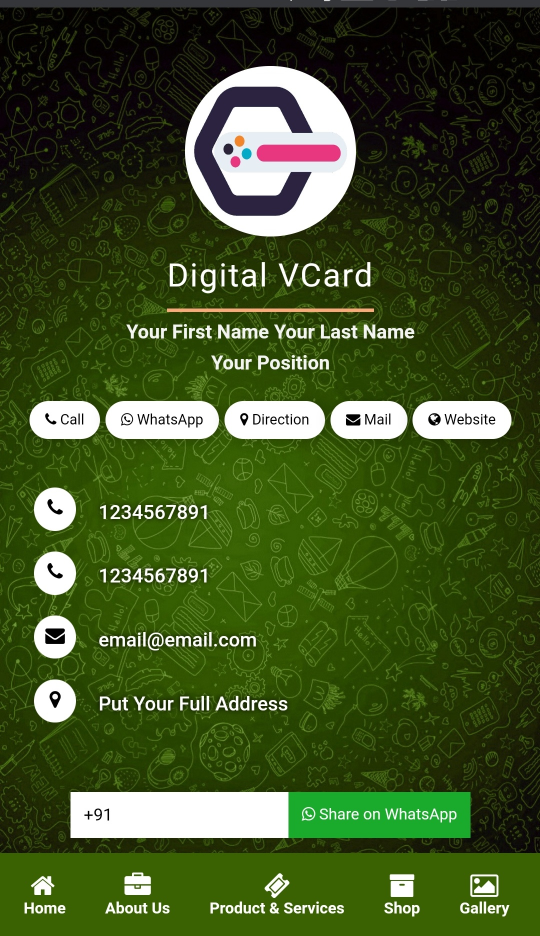 Digital VCard
Your First Name Your Last Name
Your Position
Call WhatsApp Direction Mail Website
1234567891
1234567891
email@email.com
Put Your Full Address
+91 Share on WhatsApp
Home About Us Product & Services Shop Gallery